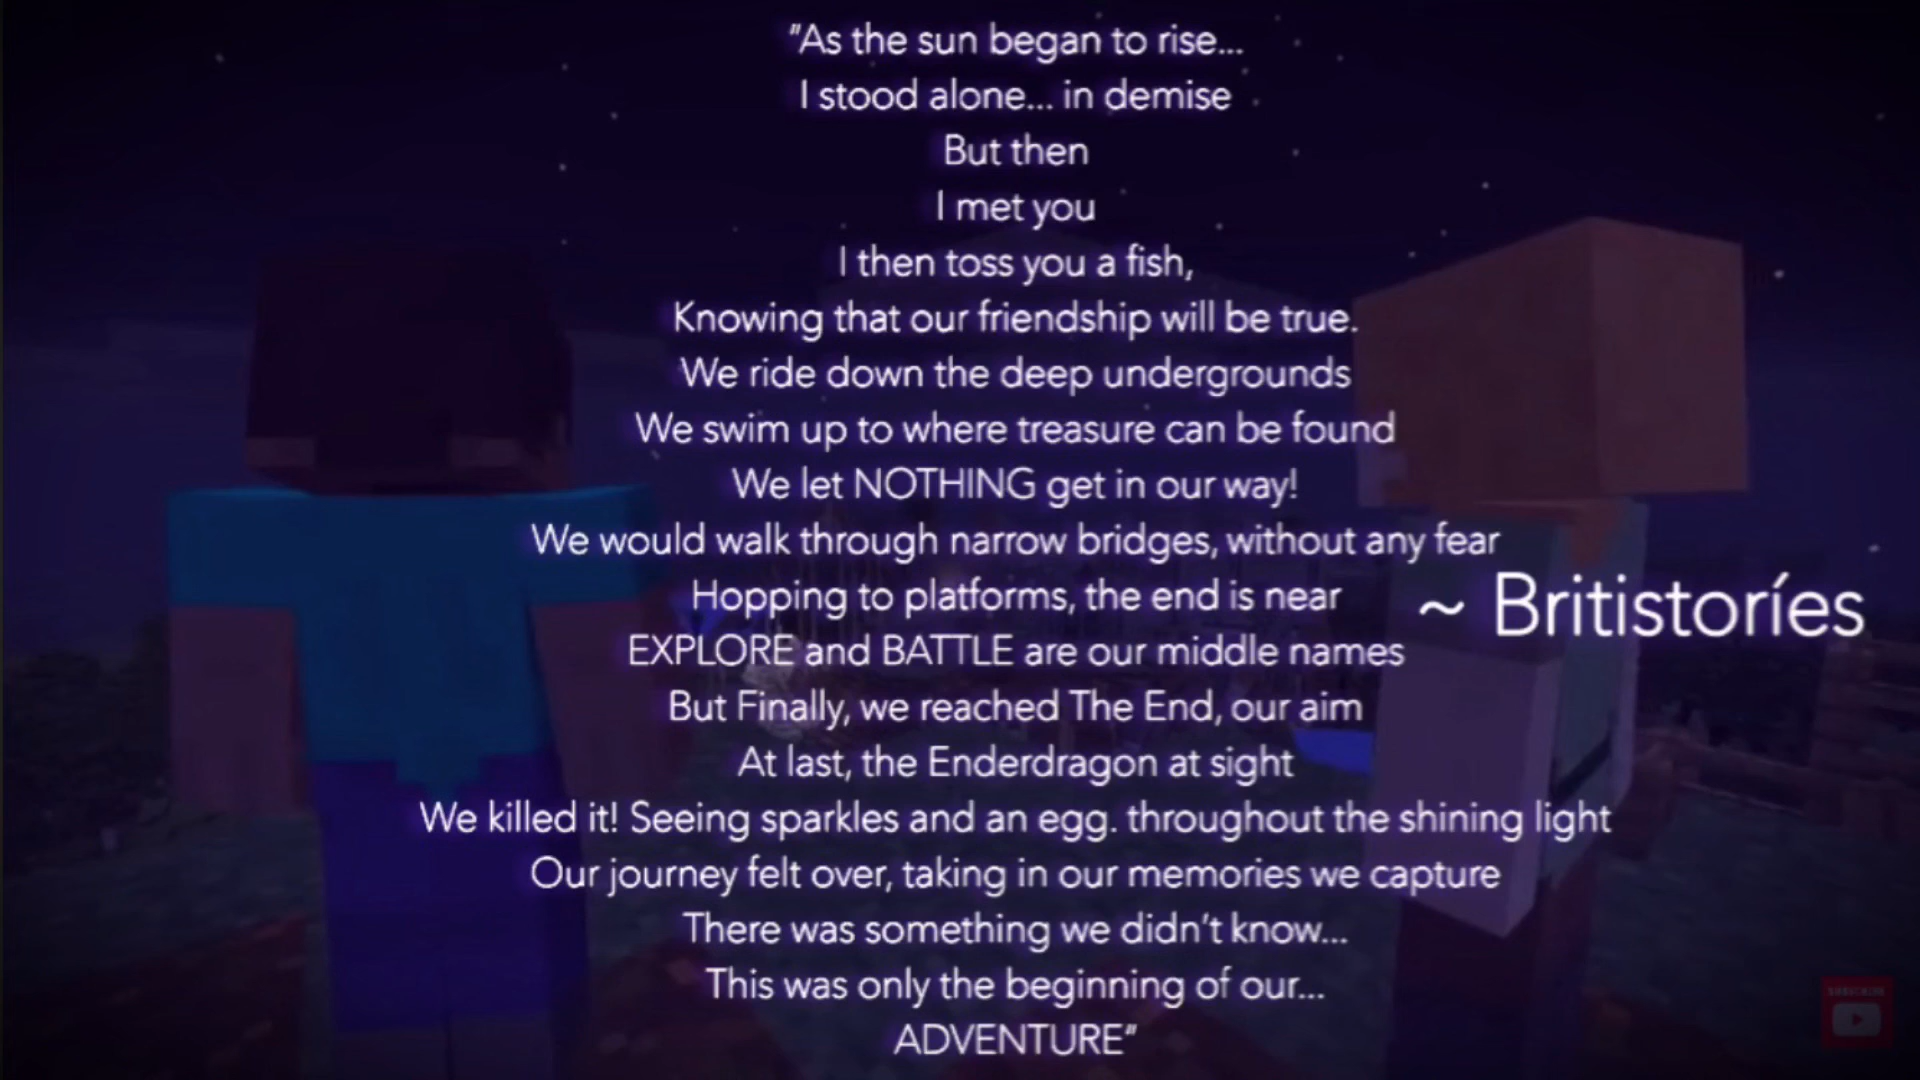 "As the sun began to rise...
I stood alone... in demise
But then
I met you
I then toss you a fish,
Knowing that our friendship will be true.
We ride down the deep undergrounds
We swim up to where treasure can be found
We let NOTHING get in our way!
We would walk through narrow bridges, without any fear
Hopping to platforms, the end is near
~ Britistoríes
EXPLORE and BATTLE are our middle names
But Finally, we reached The End, our aim
At last, the Enderdragon at sight
We killed it! Seeing sparkles and an egg. throughout the shining light
Our journey felt over, taking in our memories we capture
There was something we didn't know...
This was only the beginning of our...
ADVENTURE"
SUBSCRIBE